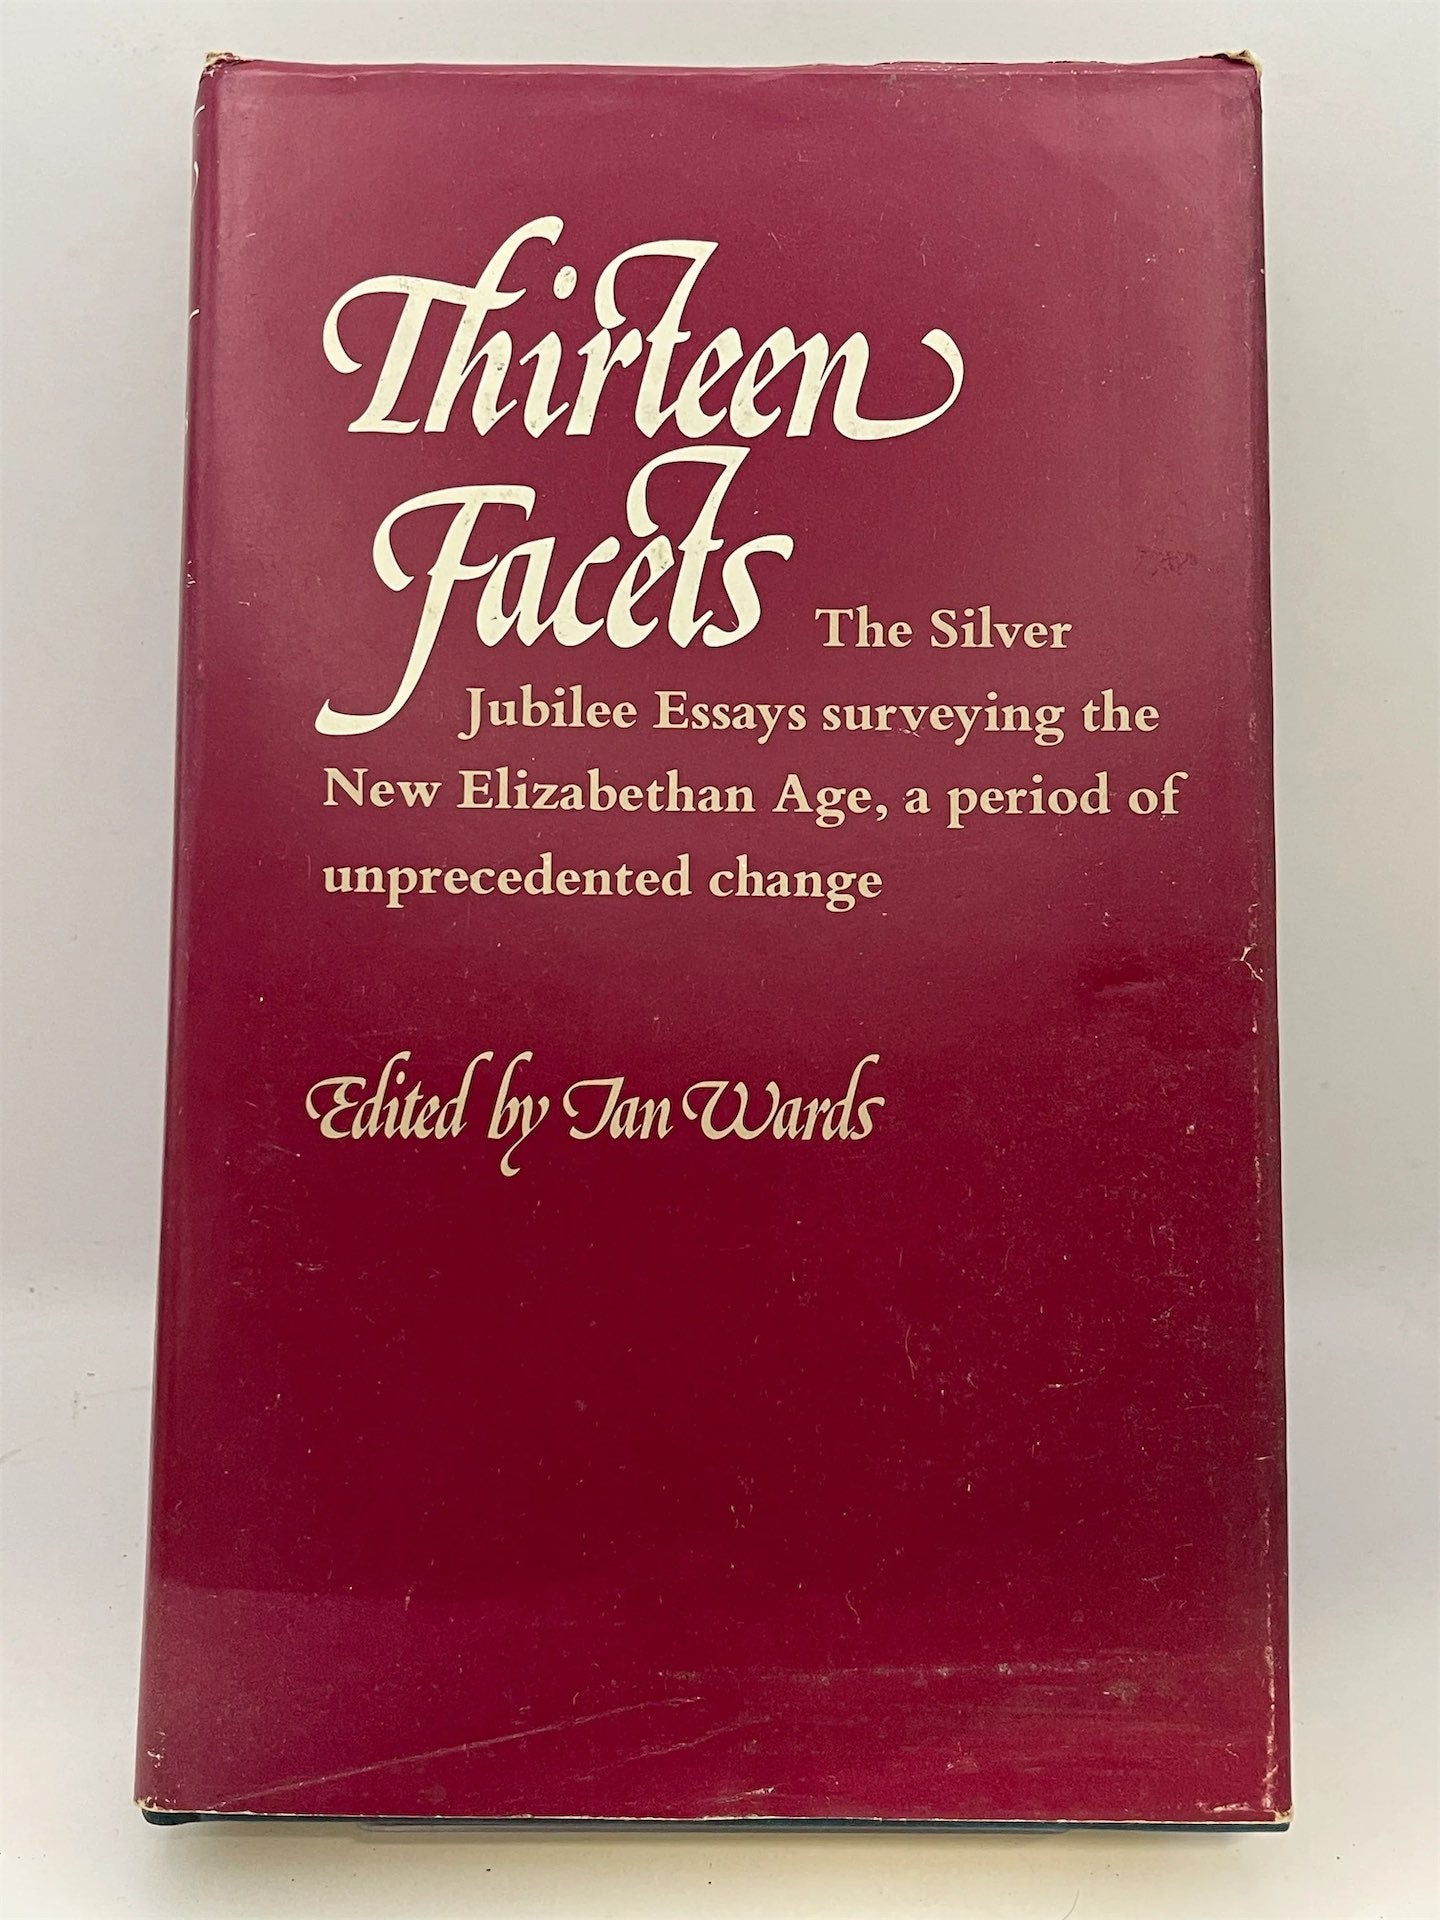 Thirteen
Facets The Silver
Jubilee Essays surveying the
New Elizabethan Age, a period of
unprecedented change
Edited by Ian Wards